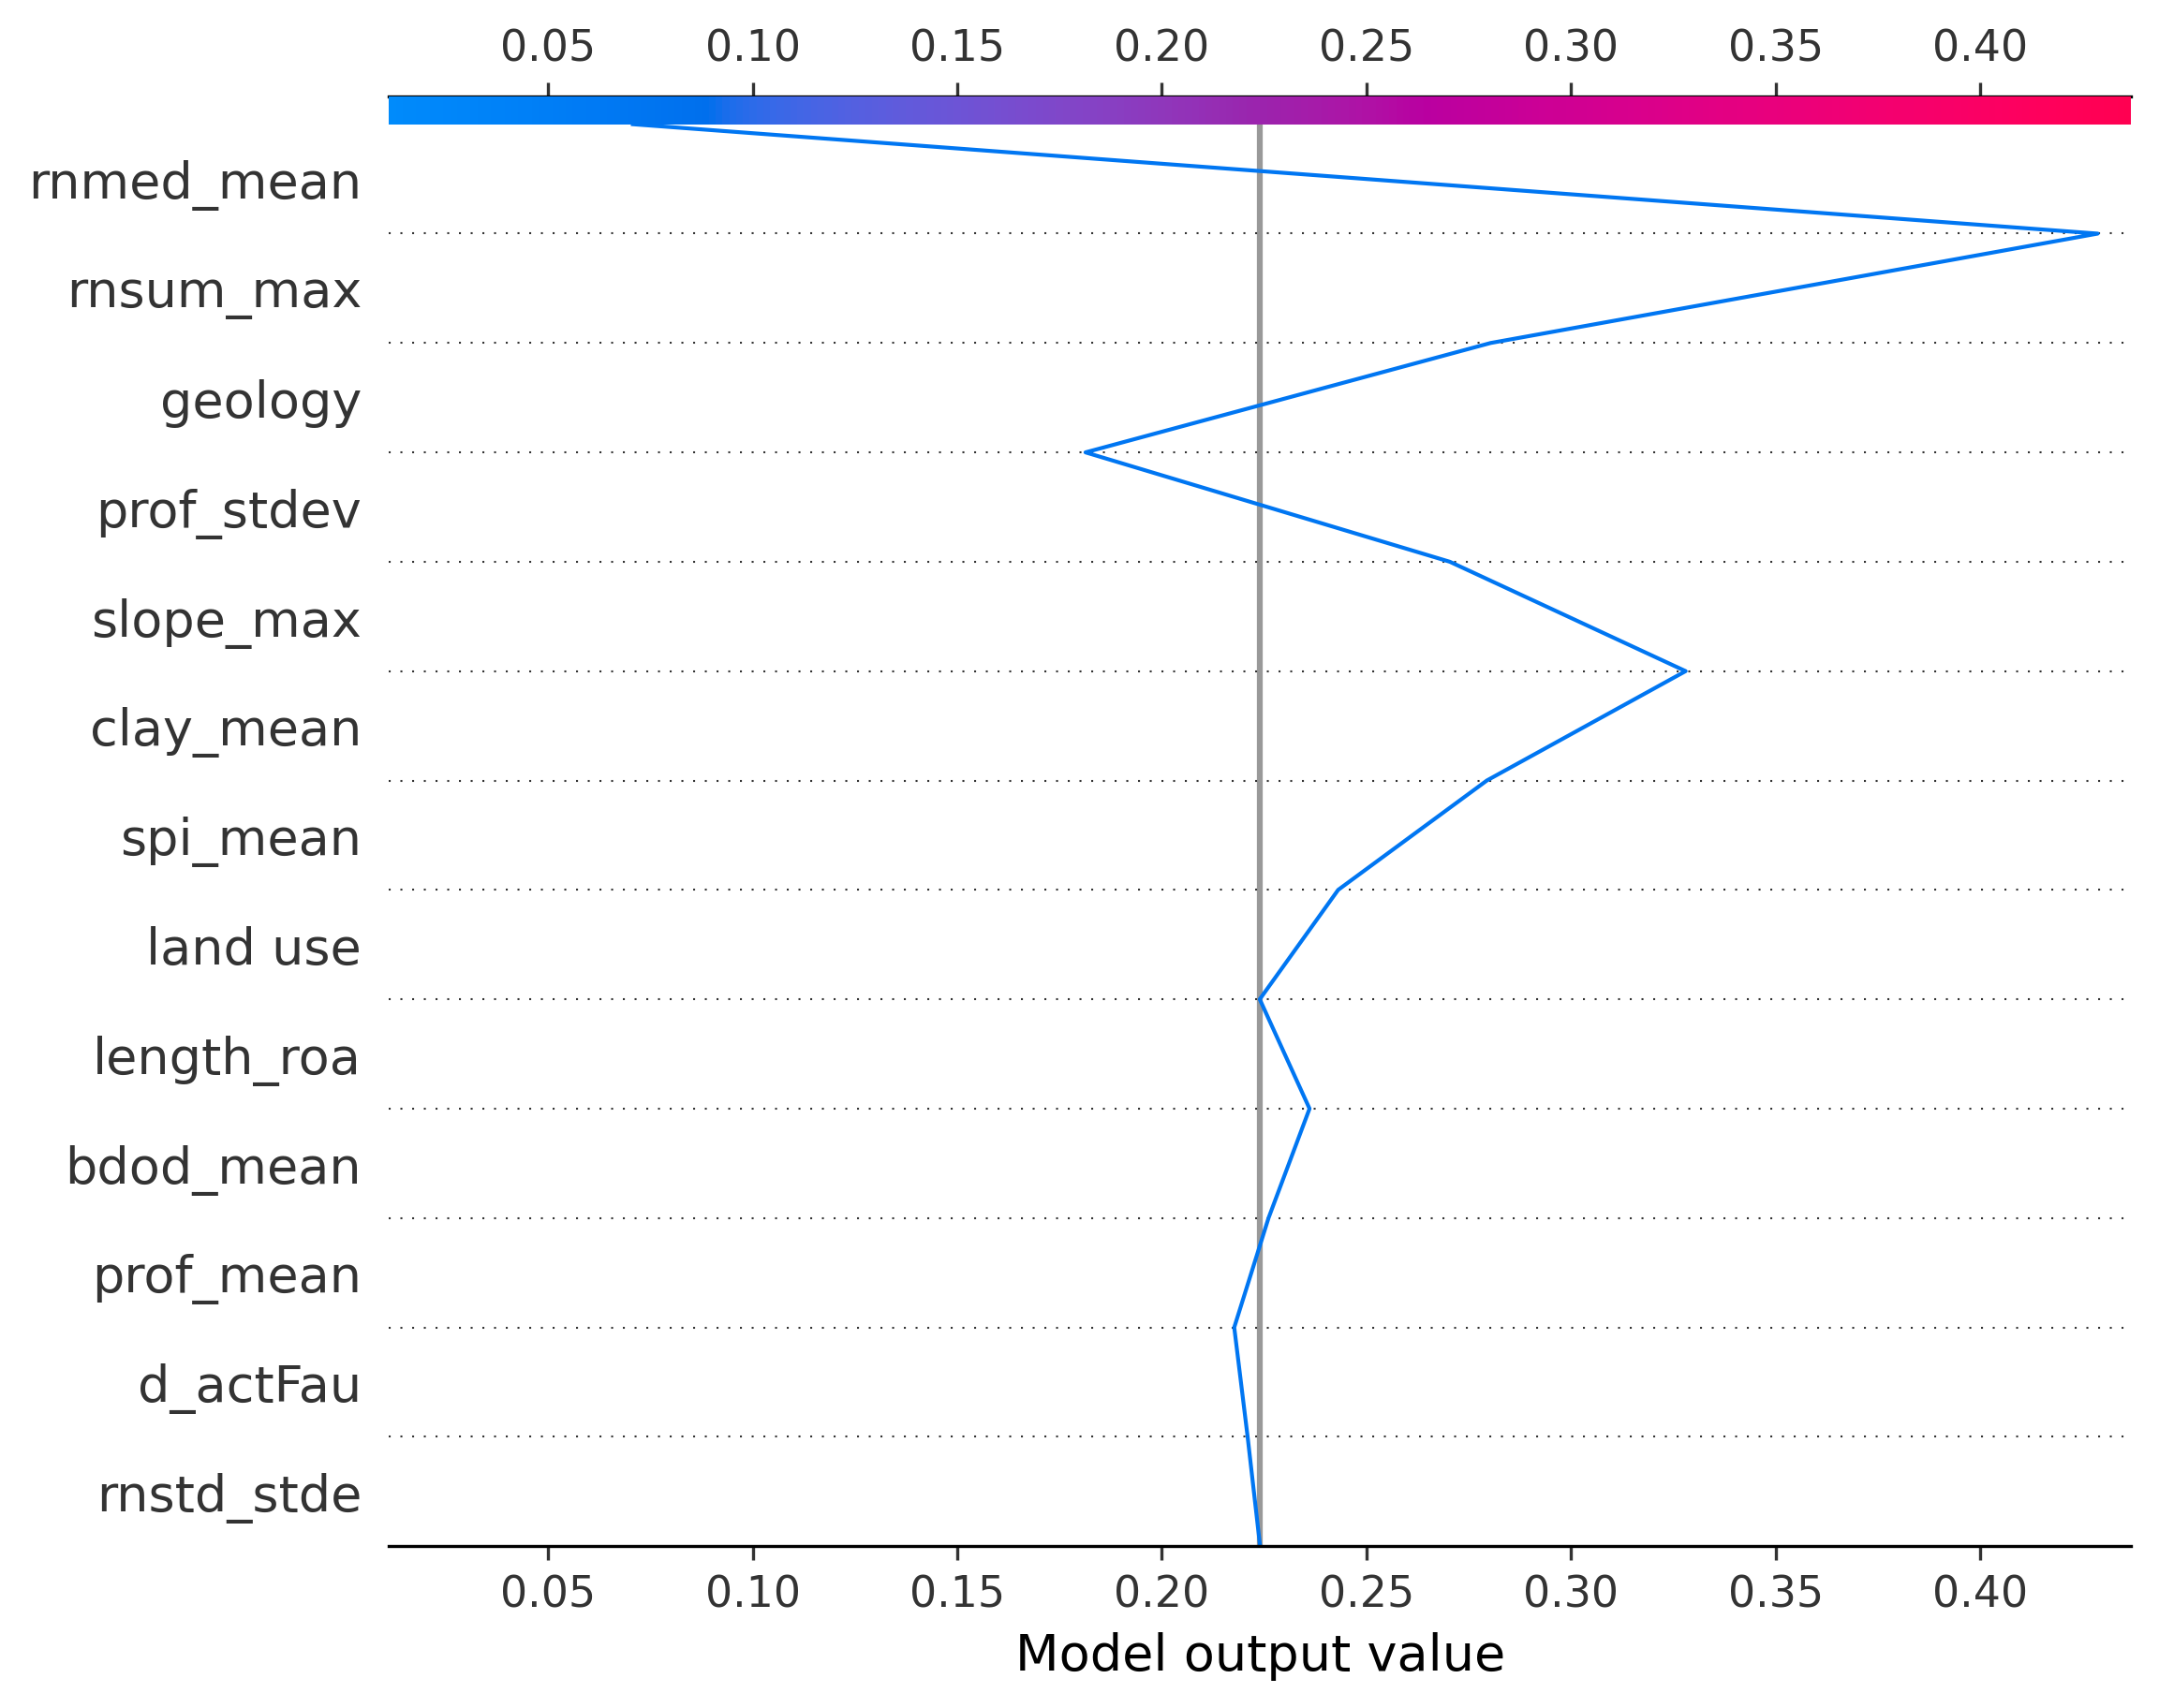 0.05 0.10 0.15 0.20 0.25 0.30 0.35 0.40
rnmed_mean
rnsum_max
geology
prof_stdev
slope_max
clay_mean
spi_mean
land use
length_roa
bdod_mean
prof_mean
d_actFau
rnstd_stde
0.05 0.10 0.15 0.20 0.25 0.30 0.35 0.40
Model output value